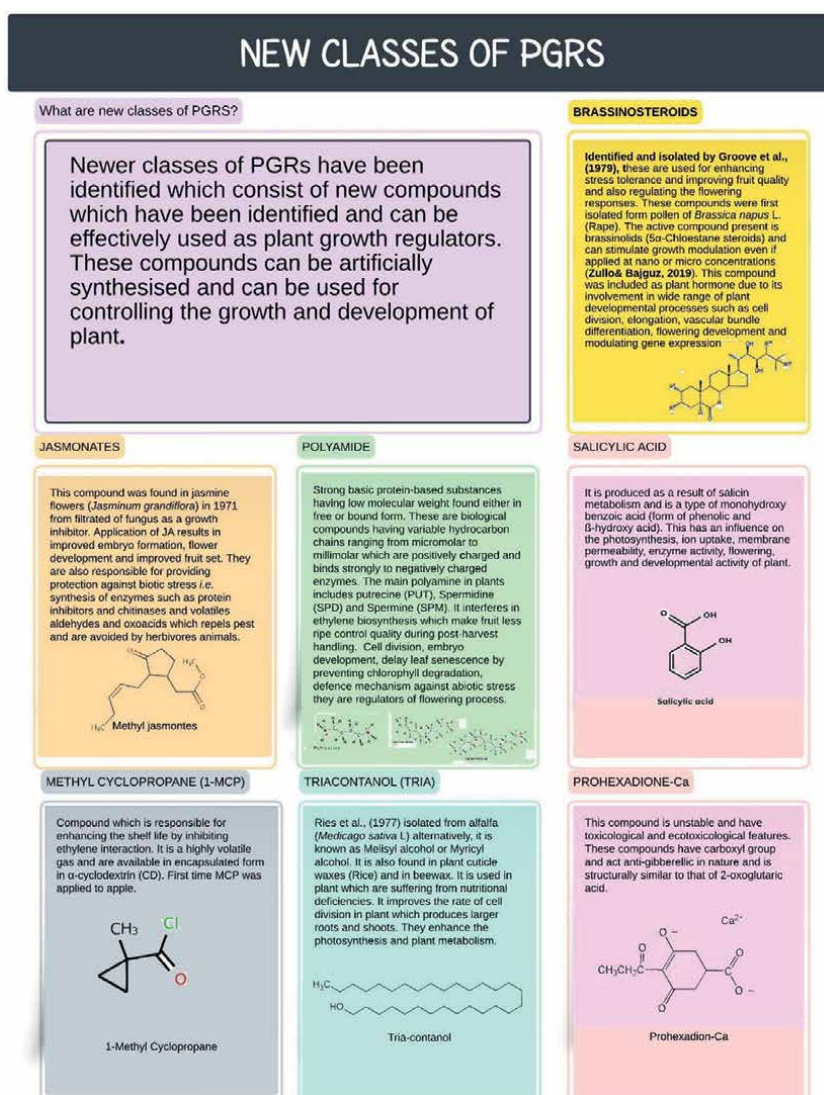 NEW CLASSES OF PGRS
What are new classes of PGRS?
Newer classes of PGRs have been
identified which consist of new compounds
which have been identified and can be
effectively used as plant growth regulators.
These compounds can be artificially
synthesised and can be used for
controlling the growth and development of
plant.
BRASSINOSTEROIDS
Identified and isolated by Groove et al.,
(1979), these are used for enhancing
stress tolerance and improving fruit quality
and also regulating the flowering
responses. These compounds were first
isolated form pollen of Brassica napus L.
(Rape). The active compound present is
brassinolids (5α-Chloestane steroids) and
can stimulate growth modulation even if
applied at nano or micro concentrations
(Zullo& Bajguz, 2019). This compound
was included as plant hormone due to its
involvement in wide range of plant
developmental processes such as cell
division, elongation, vascular bundle
differentiation, flowering development and
modulating gene expression
JASMONATES
This compound was found in jasmine
flowers (Jasminum grandiflora) in 1971
from filtrated of fungus as a growth
inhibitor. Application of JA results in
improved embryo formation, flower
development and improved fruit set. They
are also responsible for providing
protection against biotic stress i.e.
synthesis of enzymes such as protein
inhibitors and chitinases and volatiles
aldehydes and oxoacids which repels pest
and are avoided by herbivores animals.
O
H₃C
O
O
H₃C
Methyl jasmontes
POLYAMIDE
Strong basic protein-based substances
having low molecular weight found either in
free or bound form. These are biological
compounds having variable hydrocarbon
chains ranging from micromolar to
millimolar which are positively charged and
binds strongly to negatively charged
enzymes. The main polyamine in plants
includes putrecine (PUT), Spermidine
(SPD) and Spermine (SPM). It interferes in
ethylene biosynthesis which make fruit less
ripe control quality during post-harvest
handling. Cell division, embryo
development, delay leaf senescence by
preventing chlorophyll degradation,
defence mechanism against abiotic stress
they are regulators of flowering process.
SALICYLIC ACID
It is produced as a result of salicin
metabolism and is a type of monohydroxy
benzoic acid (form of phenolic and
ß-hydroxy acid). This has an influence on
the photosynthesis, ion uptake, membrane
permeability, enzyme activity, flowering,
growth and developmental activity of plant.
O
OH
OH
Salicylic acid
METHYL CYCLOPROPANE (1-MCP)
Compound which is responsible for
enhancing the shelf life by inhibiting
ethylene interaction. It is a highly volatile
gas and are available in encapsulated form
in α-cyclodextrin (CD). First time MCP was
applied to apple.
CH₃
Cl
O
1-Methyl Cyclopropane
TRIACONTANOL (TRIA)
Ries et al., (1977) isolated from alfalfa
(Medicago sativa L) alternatively, it is
known as Melisyl alcohol or Myricyl
alcohol. It is also found in plant cuticle
waxes (Rice) and in beewax. It is used in
plant which are suffering from nutritional
deficiencies. It improves the rate of cell
division in plant which produces larger
roots and shoots. They enhance the
photosynthesis and plant metabolism.
H₃C
HO
Tria-contanol
PROHEXADIONE-Ca
This compound is unstable and have
toxicological and ecotoxicological features.
These compounds have carboxyl group
and act anti-gibberellic in nature and is
structurally similar to that of 2-oxoglutaric
acid.
Ca²⁺
O −
O
O
CH₃CH₂C
C
O
O −
Prohexadion-Ca